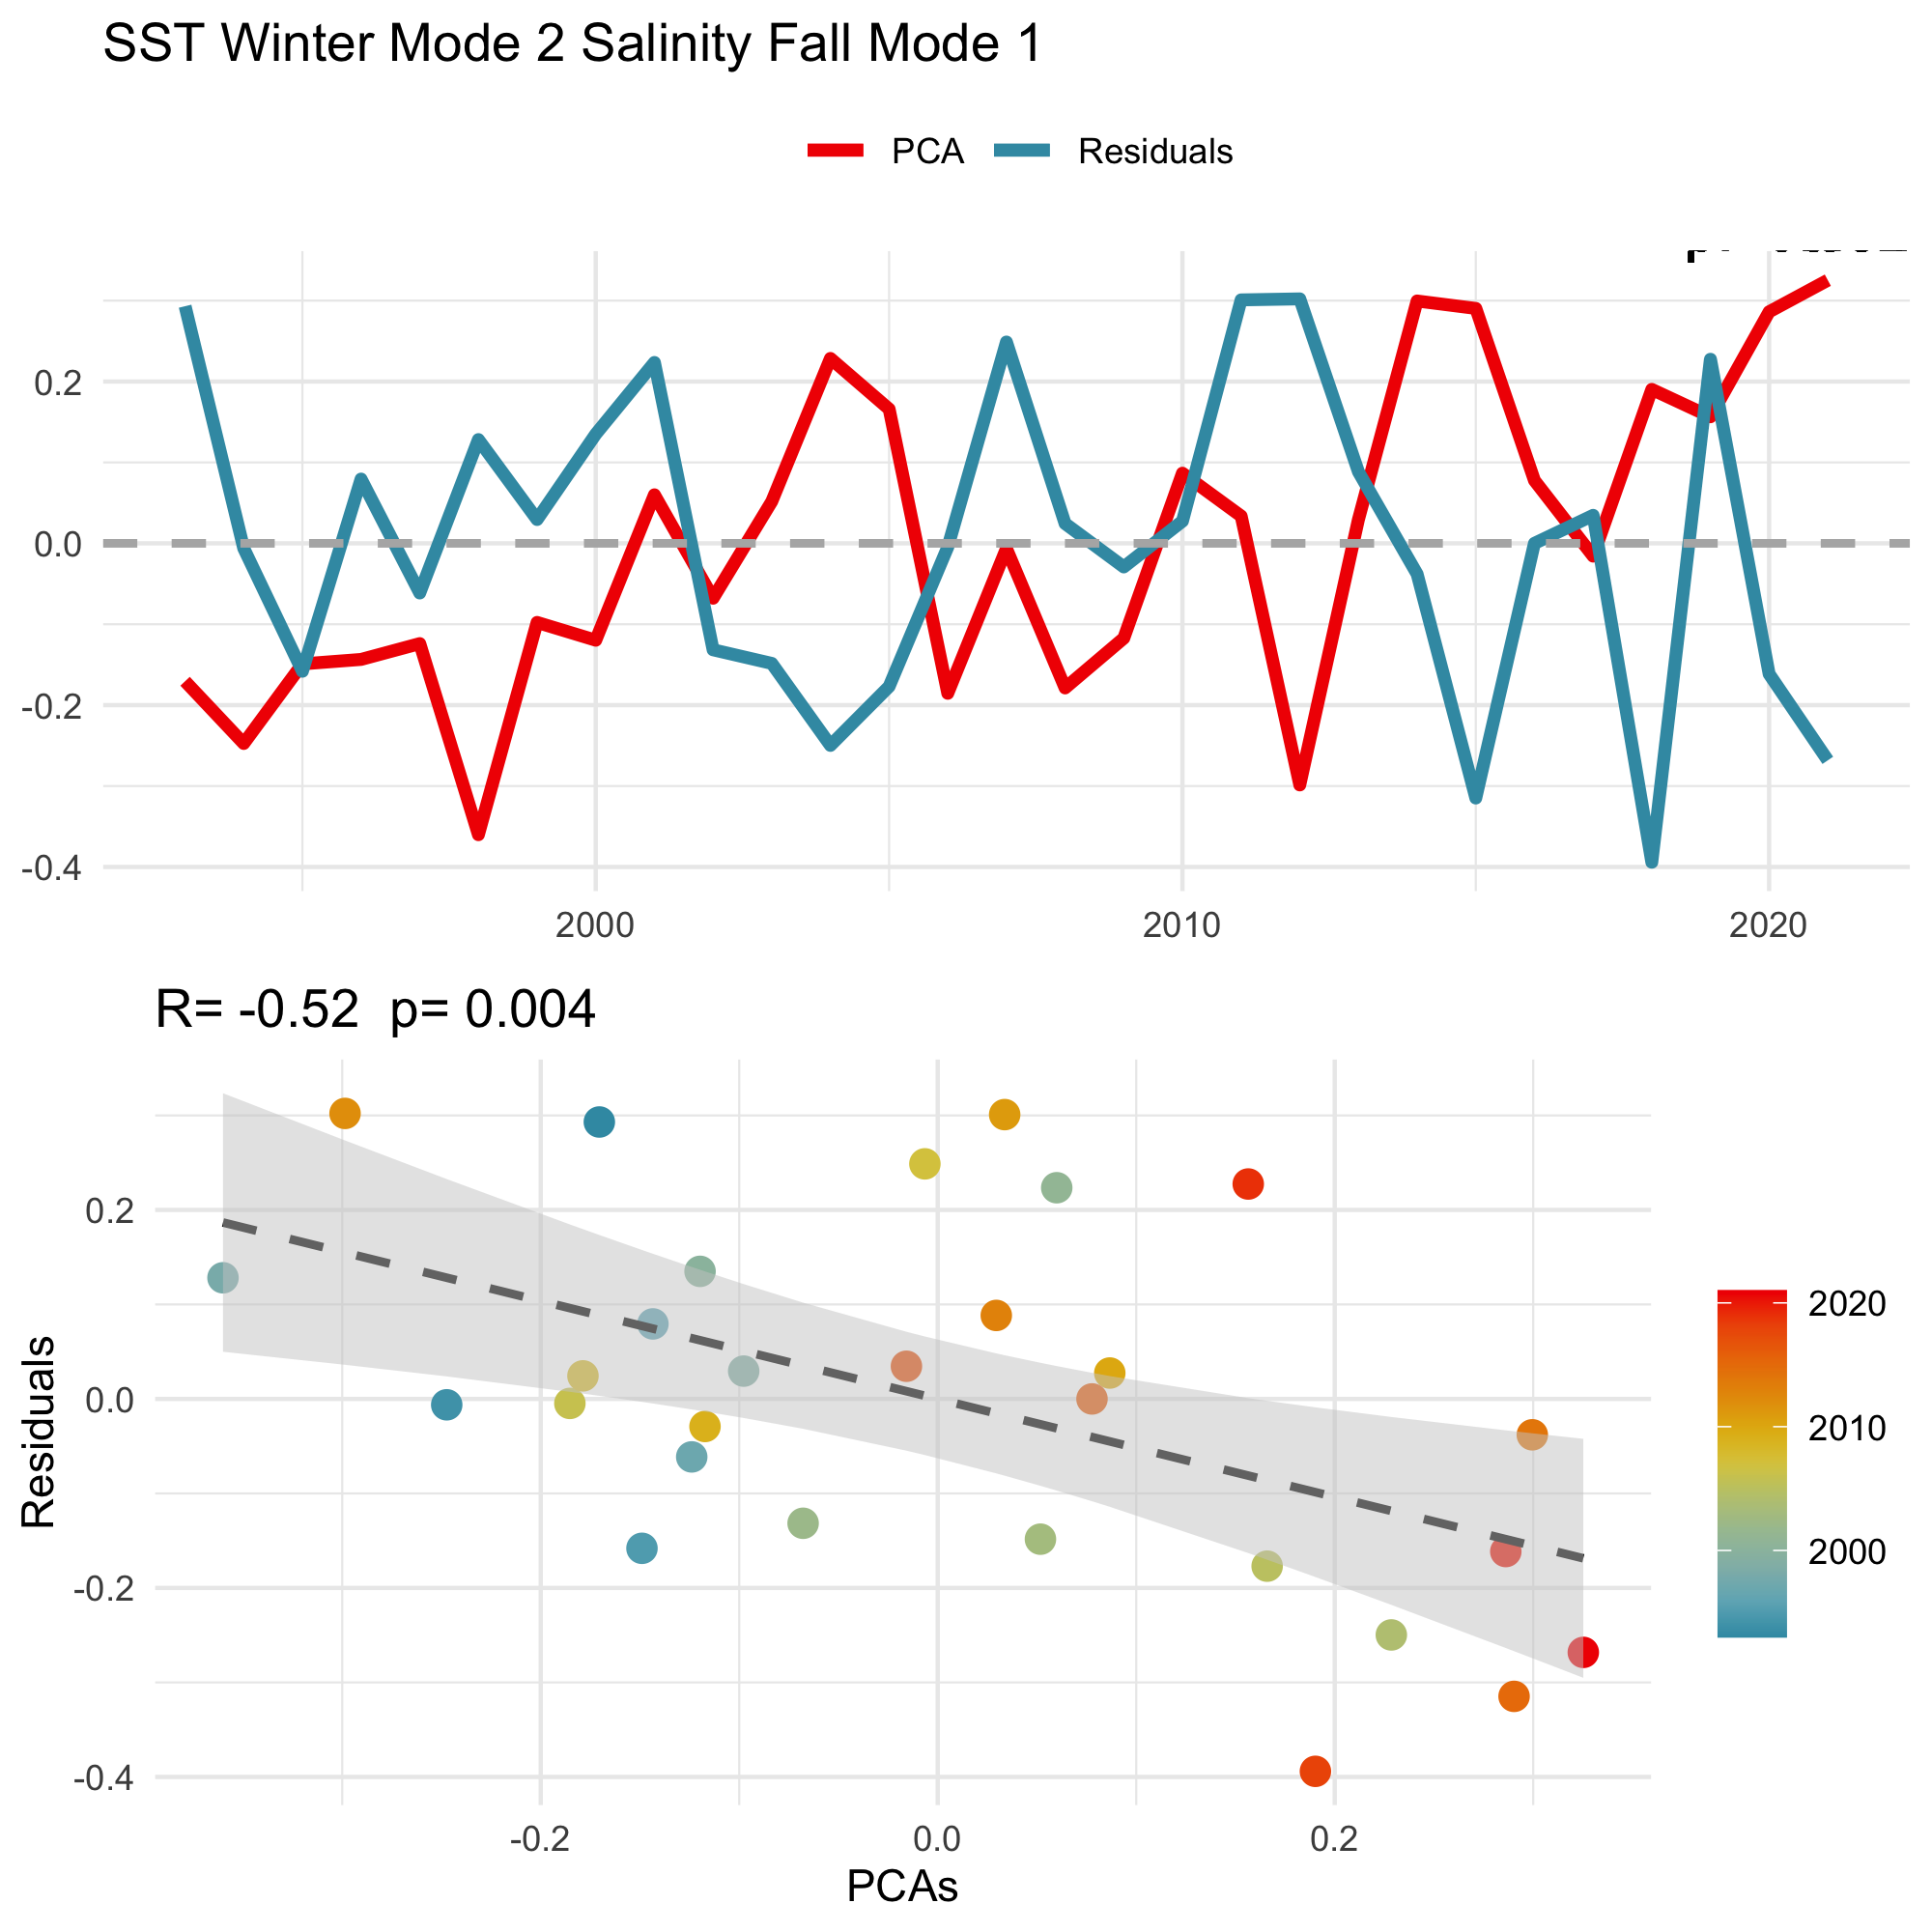 SST Winter Mode 2 Salinity Fall Mode 1
PCA Residuals
0.2
0.0
-0.2
-0.4
2000 2010 2020
R= -0.52 p= 0.004
Residuals
0.2
0.0
-0.2
-0.4
-0.2 0.0 0.2
PCAs
2020
2010
2000